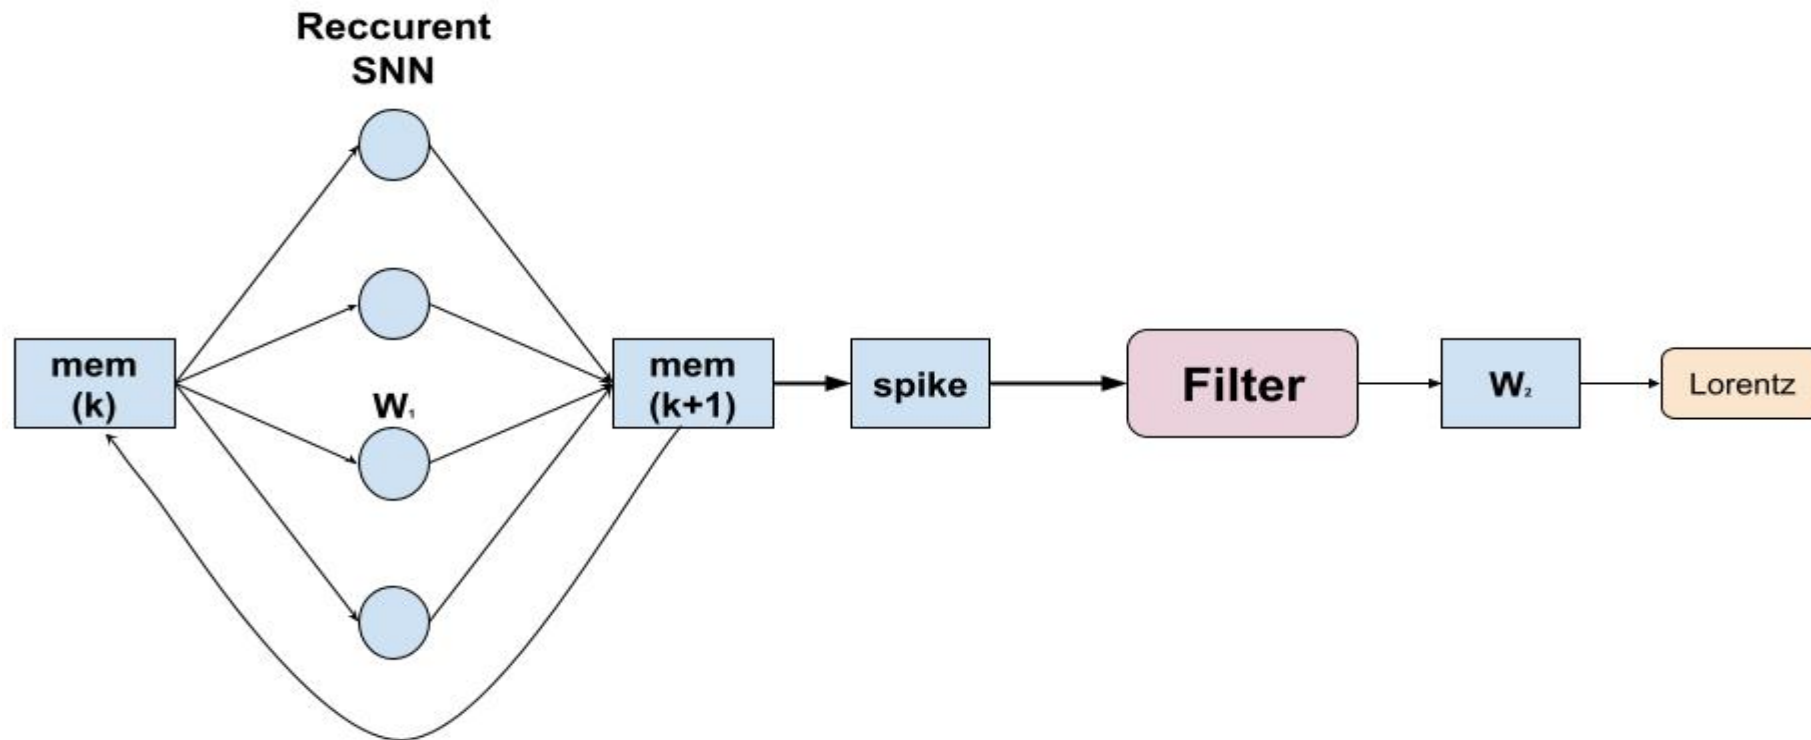 Reccurent
SNN
mem
(k)
W₁
mem
(k+1)
spike
Filter
W₂
Lorentz